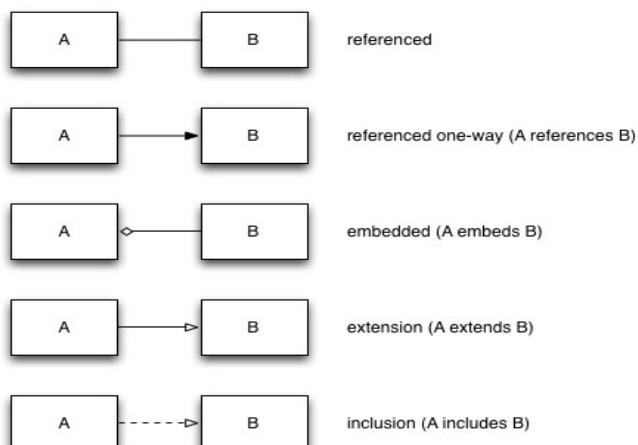 A B referenced
A B referenced one-way (A references B)
A B embedded (A embeds B)
A B extension (A extends B)
A B inclusion (A includes B)